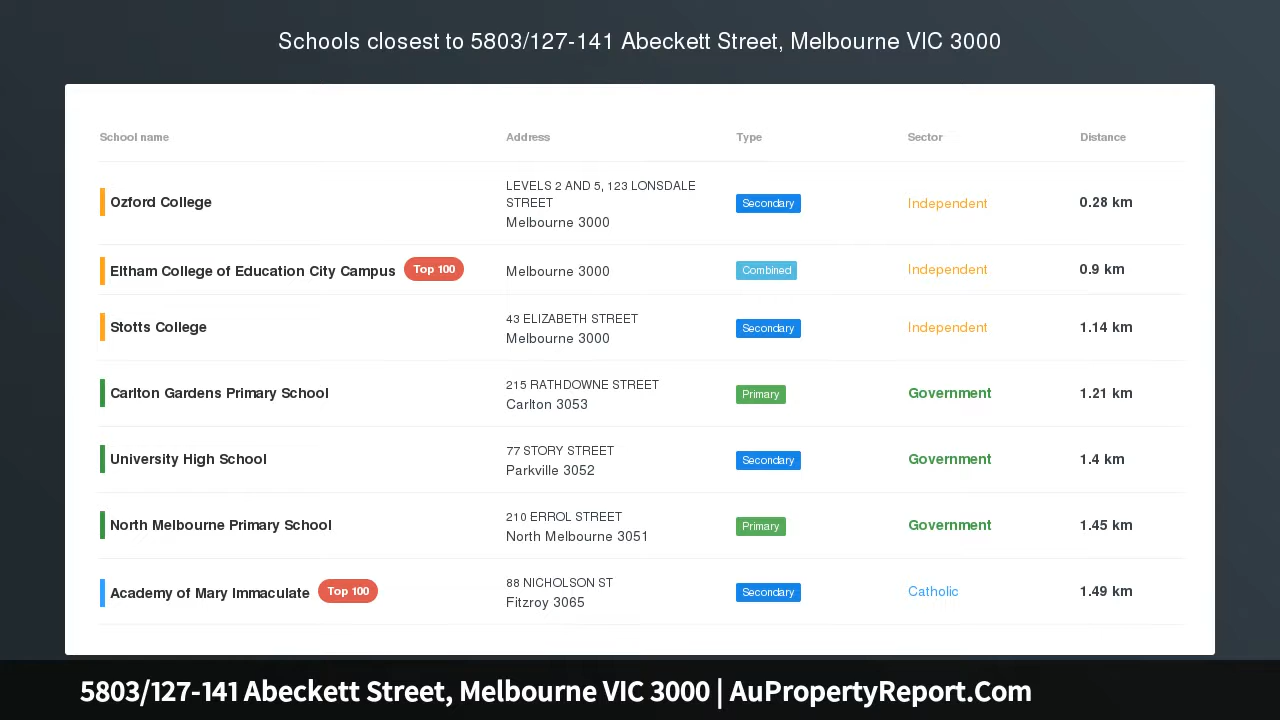 Schools closest to 5803/127-141 Abeckett Street, Melbourne VIC 3000
School name Address Type Sector Distance
Ozford College LEVELS 2 AND 5, 123 LONSDALE STREET Melbourne 3000 Secondary Independent 0.28 km
Eltham College of Education City Campus Top 100 Melbourne 3000 Combined Independent 0.9 km
Stotts College 43 ELIZABETH STREET Melbourne 3000 Secondary Independent 1.14 km
Carlton Gardens Primary School 215 RATHDOWNE STREET Carlton 3053 Primary Government 1.21 km
University High School 77 STORY STREET Parkville 3052 Secondary Government 1.4 km
North Melbourne Primary School 210 ERROL STREET North Melbourne 3051 Primary Government 1.45 km
Academy of Mary Immaculate Top 100 88 NICHOLSON ST Fitzroy 3065 Secondary Catholic 1.49 km
5803/127-141 Abeckett Street, Melbourne VIC 3000 | AuPropertyReport.Com